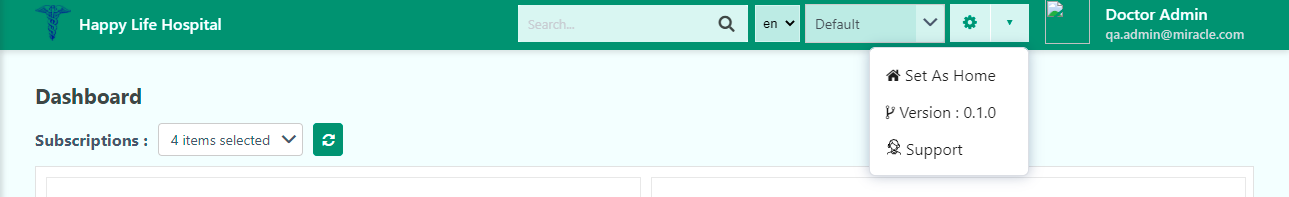 Happy Life Hospital
Search...
en
Default
Doctor Admin
qa.admin@miracle.com
Set As Home
Version : 0.1.0
Support
Dashboard
Subscriptions :
4 items selected